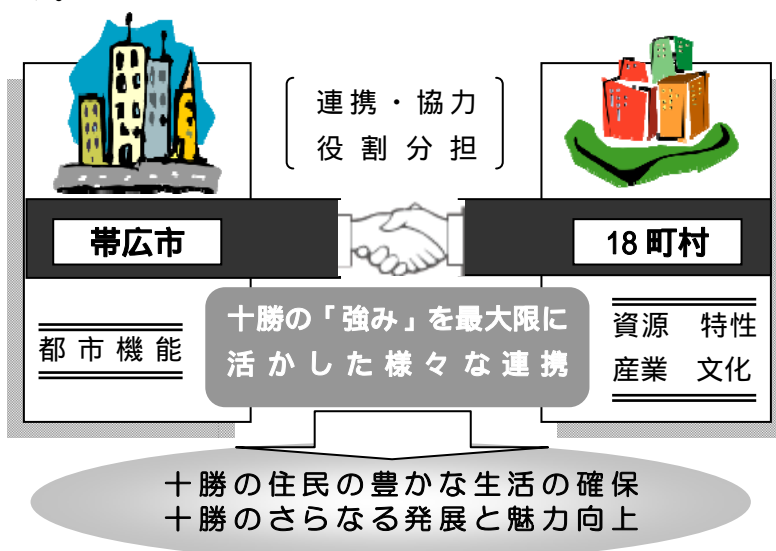 連携・協力
役割分担
帯広市
18町村
都市機能
十勝の「強み」を最大限に
活かした様々な連携
資源　特性
産業　文化
十勝の住民の豊かな生活の確保
十勝のさらなる発展と魅力向上